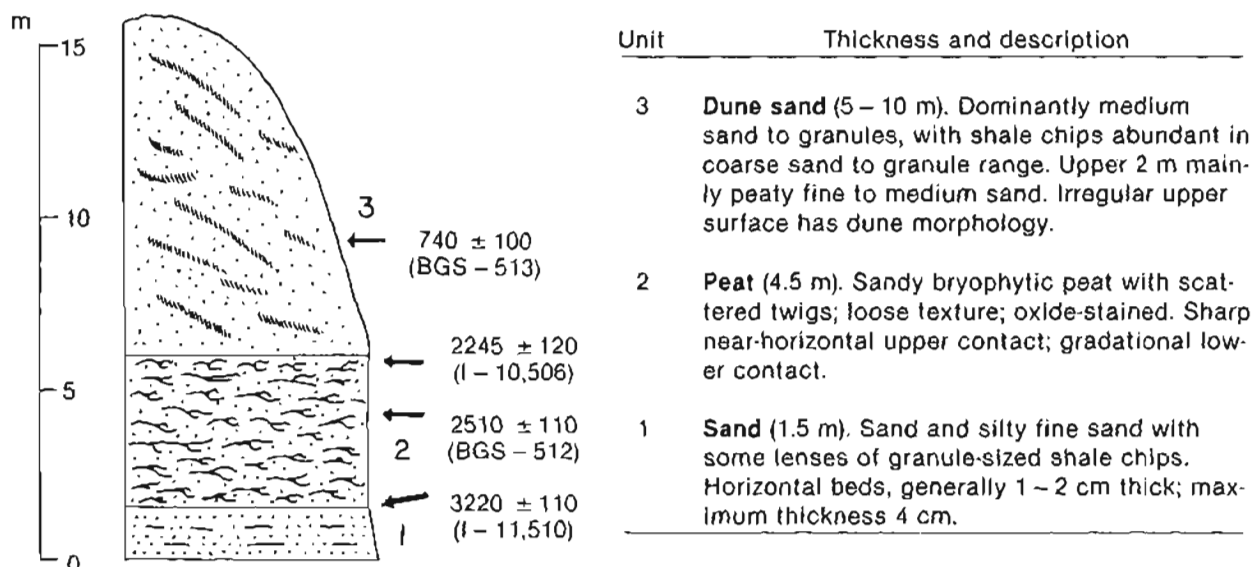 m
15
10
5
0
3
740 ± 100
(BGS – 513)
2245 ± 120
(I – 10,506)
2510 ± 110
(BGS – 512)
2
3220 ± 110
(I – 11,510)
1
Unit Thickness and description
3 Dune sand (5 – 10 m). Dominantly medium
sand to granules, with shale chips abundant in
coarse sand to granule range. Upper 2 m main-
ly peaty fine to medium sand. Irregular upper
surface has dune morphology.
2 Peat (4.5 m). Sandy bryophytic peat with scat-
tered twigs; loose texture; oxide-stained. Sharp
near-horizontal upper contact; gradational low-
er contact.
1 Sand (1.5 m). Sand and silty fine sand with
some lenses of granule-sized shale chips.
Horizontal beds, generally 1 – 2 cm thick; max-
imum thickness 4 cm.